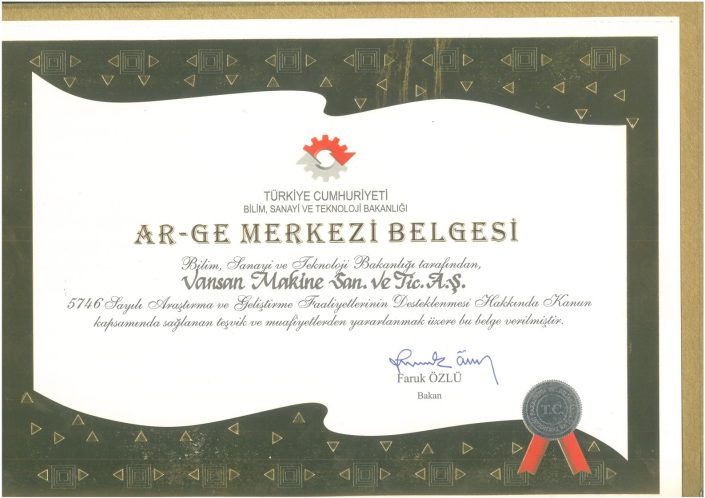 TÜRKİYE CUMHURİYETİ
BİLİM, SANAYİ VE TEKNOLOJİ BAKANLIĞI
AR-GE MERKEZİ BELGESİ
Bilim, Sanayi ve Teknoloji Bakanlığı tarafından,
Vansan Makine San. ve Tic. A.Ş.
5746 Sayılı Araştırma ve Geliştirme Faaliyetlerinin Desteklenmesi Hakkında Kanun
kapsamında sağlanan teşvik ve muafiyetlerden yararlanmak üzere bu belge verilmiştir.
Faruk ÖZLÜ
Bakan
T.C.